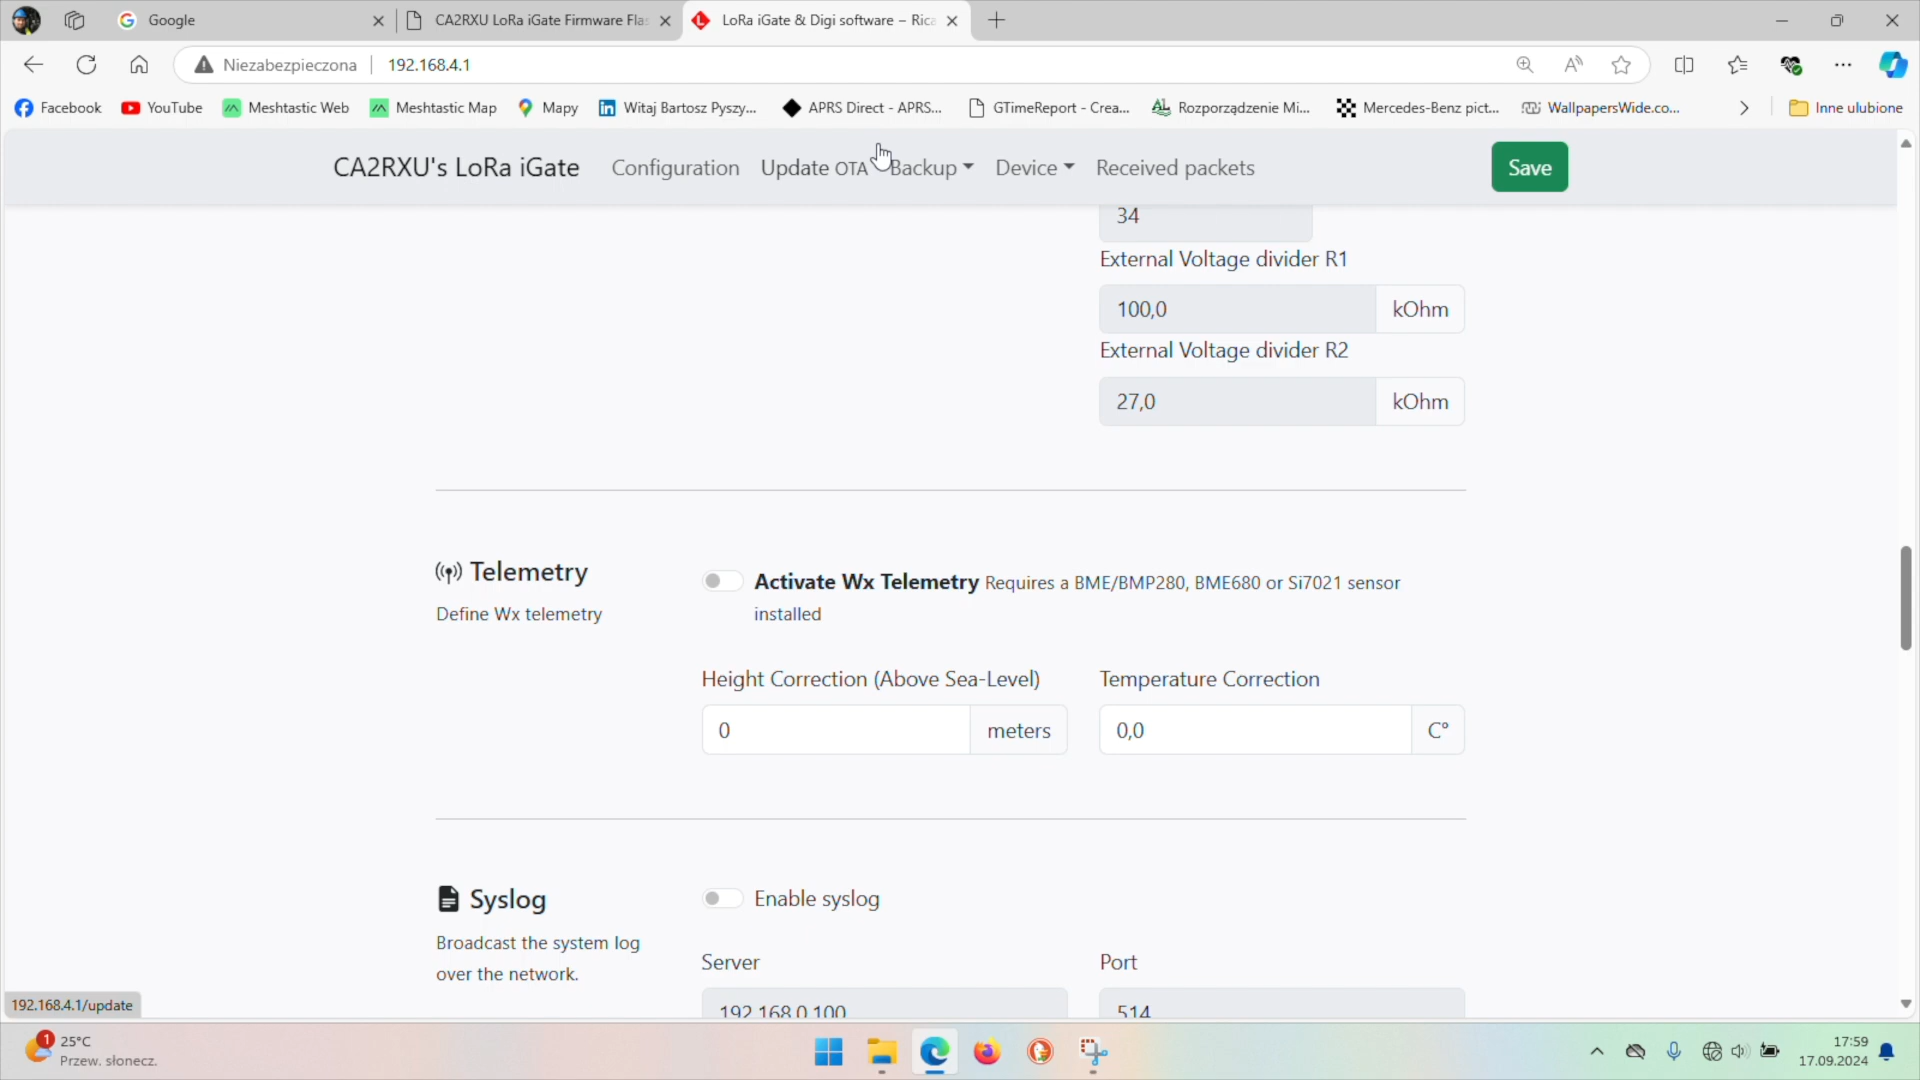 Google
CA2RXU LoRa iGate Firmware Flas
LoRa iGate & Digi software – Rica
Niezabezpieczona
192.168.4.1
Facebook
YouTube
Meshtastic Web
Meshtastic Map
Mapy
Witaj Bartosz Pyszy...
APRS Direct - APRS...
GTimeReport - Crea...
Rozporządzenie Mi...
Mercedes-Benz pict...
WallpapersWide.co...
Inne ulubione
CA2RXU's LoRa iGate
Configuration
Update OTA
Backup
Device
Received packets
Save
34
External Voltage divider R1
100,0
kOhm
External Voltage divider R2
27,0
kOhm
Telemetry
Define Wx telemetry
Activate Wx Telemetry Requires a BME/BMP280, BME680 or Si7021 sensor
installed
Height Correction (Above Sea-Level)
Temperature Correction
0
meters
0,0
C°
Syslog
Broadcast the system log
over the network.
Enable syslog
Server
Port
192.168.0.100
514
192.168.4.1/update
1
25°C
Przew. słonecz.
17:59
17.09.2024